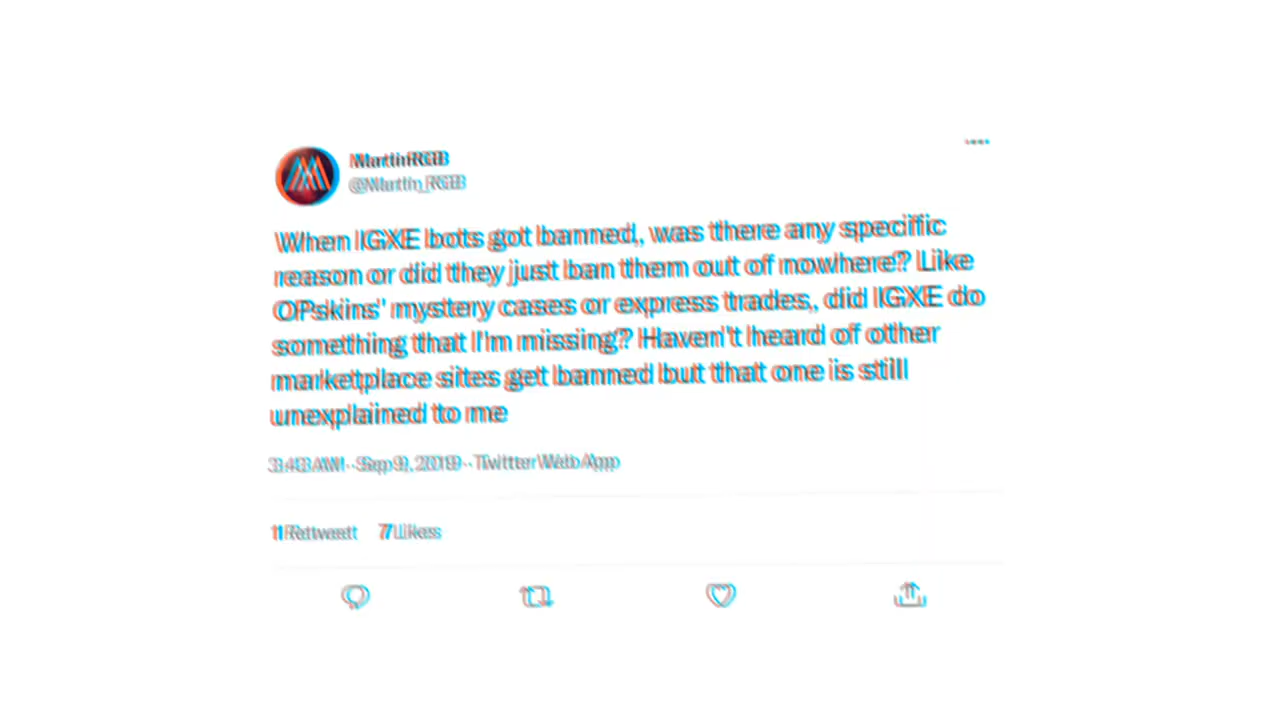 MartinRGB
@Martin_RGB
When IGXE bots got banned, was there any specific
reason or did they just ban them out of nowhere? Like
OPskins' mystery cases or express trades, did IGXE do
something that I'm missing? Haven't heard of other
marketplace sites get banned but that one is still
unexplained to me
AM · Sep 9, 2019 · Twitter Web App
1 Retweet 7 Likes